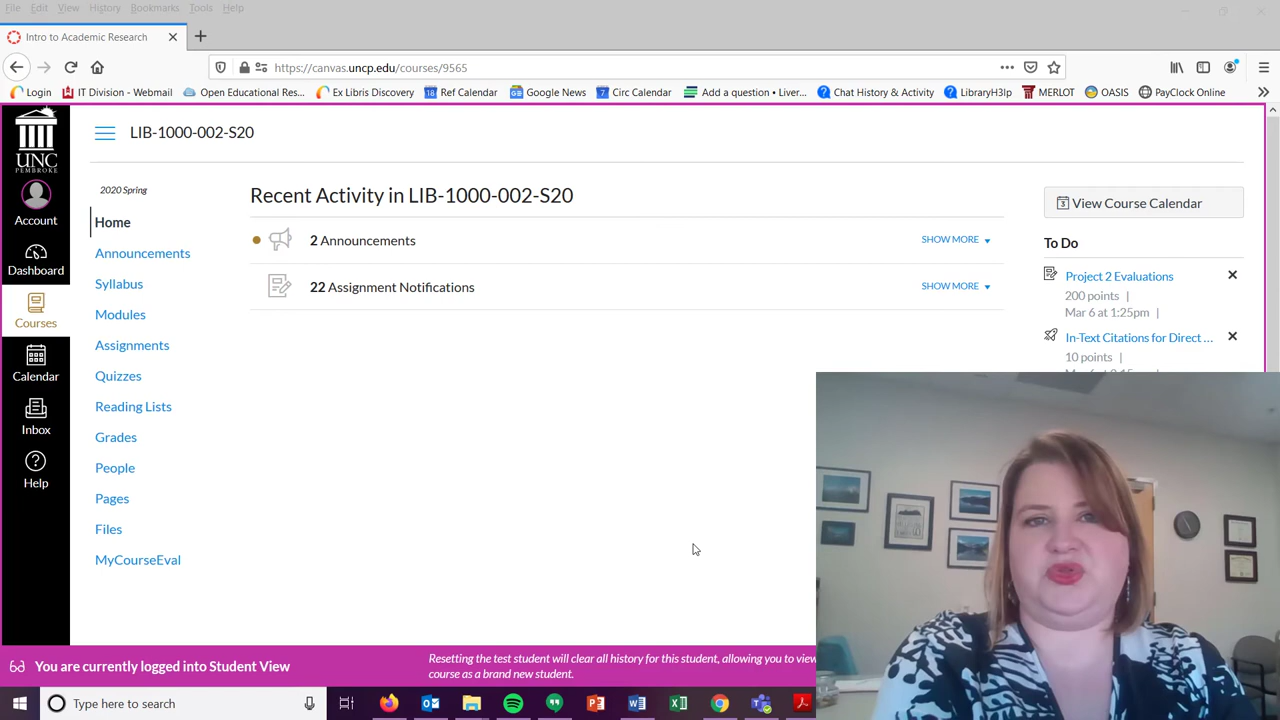 File Edit View History Bookmarks Tools Help
Intro to Academic Research
https://canvas.uncp.edu/courses/9565
Login IT Division - Webmail Open Educational Res... Ex Libris Discovery Ref Calendar Google News Circ Calendar Add a question • Liver... Chat History & Activity LibraryH3lp MERLOT OASIS PayClock Online
UNC
PEMBROKE
Account
Dashboard
Courses
Calendar
Inbox
Help
LIB-1000-002-S20
2020 Spring
Home
Announcements
Syllabus
Modules
Assignments
Quizzes
Reading Lists
Grades
People
Pages
Files
MyCourseEval
Recent Activity in LIB-1000-002-S20
2 Announcements SHOW MORE
22 Assignment Notifications SHOW MORE
View Course Calendar
To Do
Project 2 Evaluations
200 points |
Mar 6 at 1:25pm |
In-Text Citations for Direct ...
10 points |
You are currently logged into Student View
Resetting the test student will clear all history for this student, allowing you to view
course as a brand new student.
Type here to search